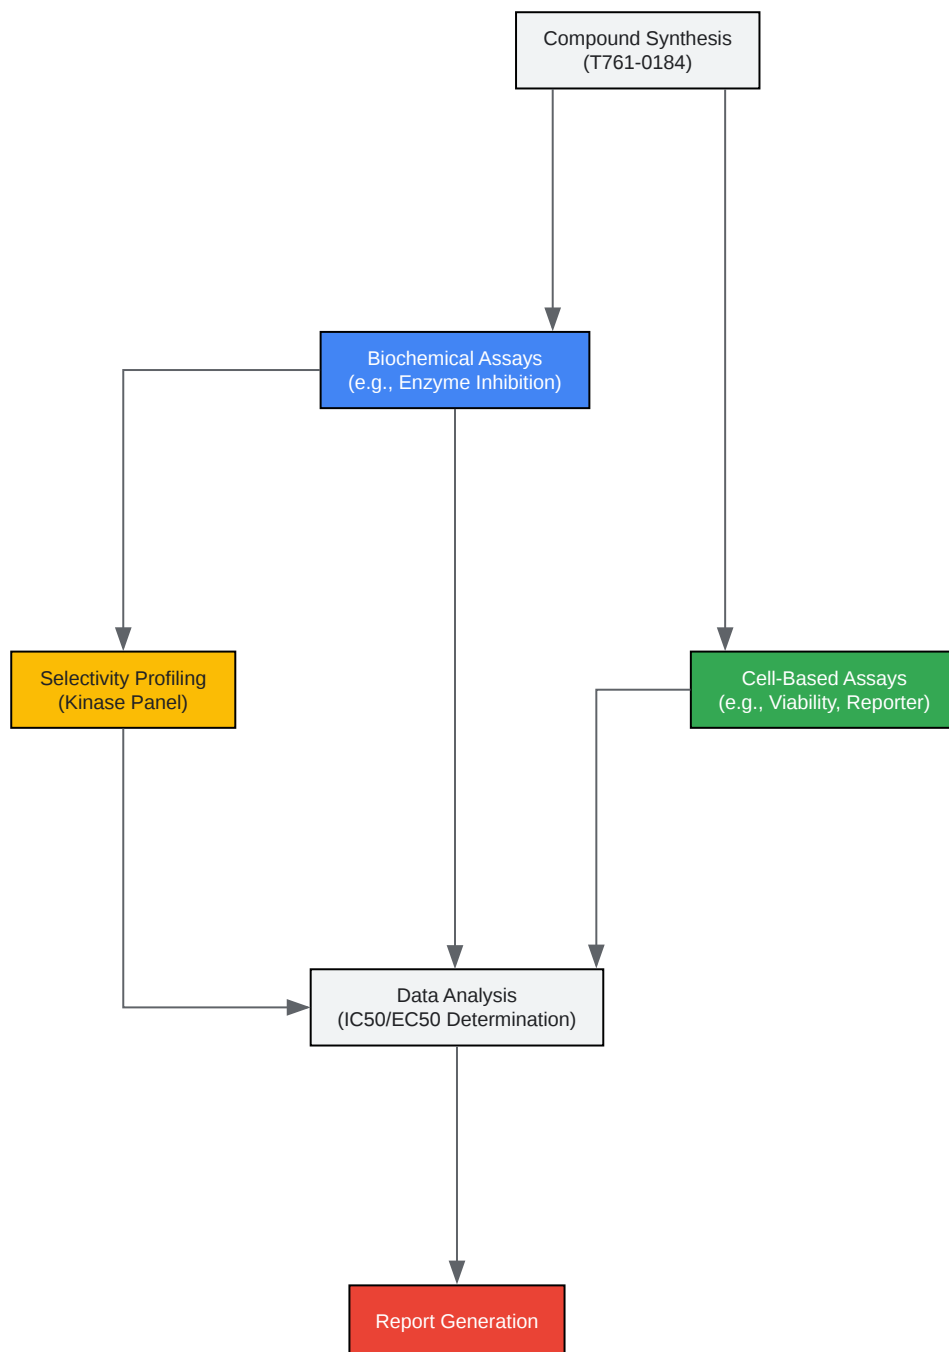 Compound Synthesis
(T761-0184)
Biochemical Assays
(e.g., Enzyme Inhibition)
Selectivity Profiling
(Kinase Panel)
Cell-Based Assays
(e.g., Viability, Reporter)
Data Analysis
(IC50/EC50 Determination)
Report Generation